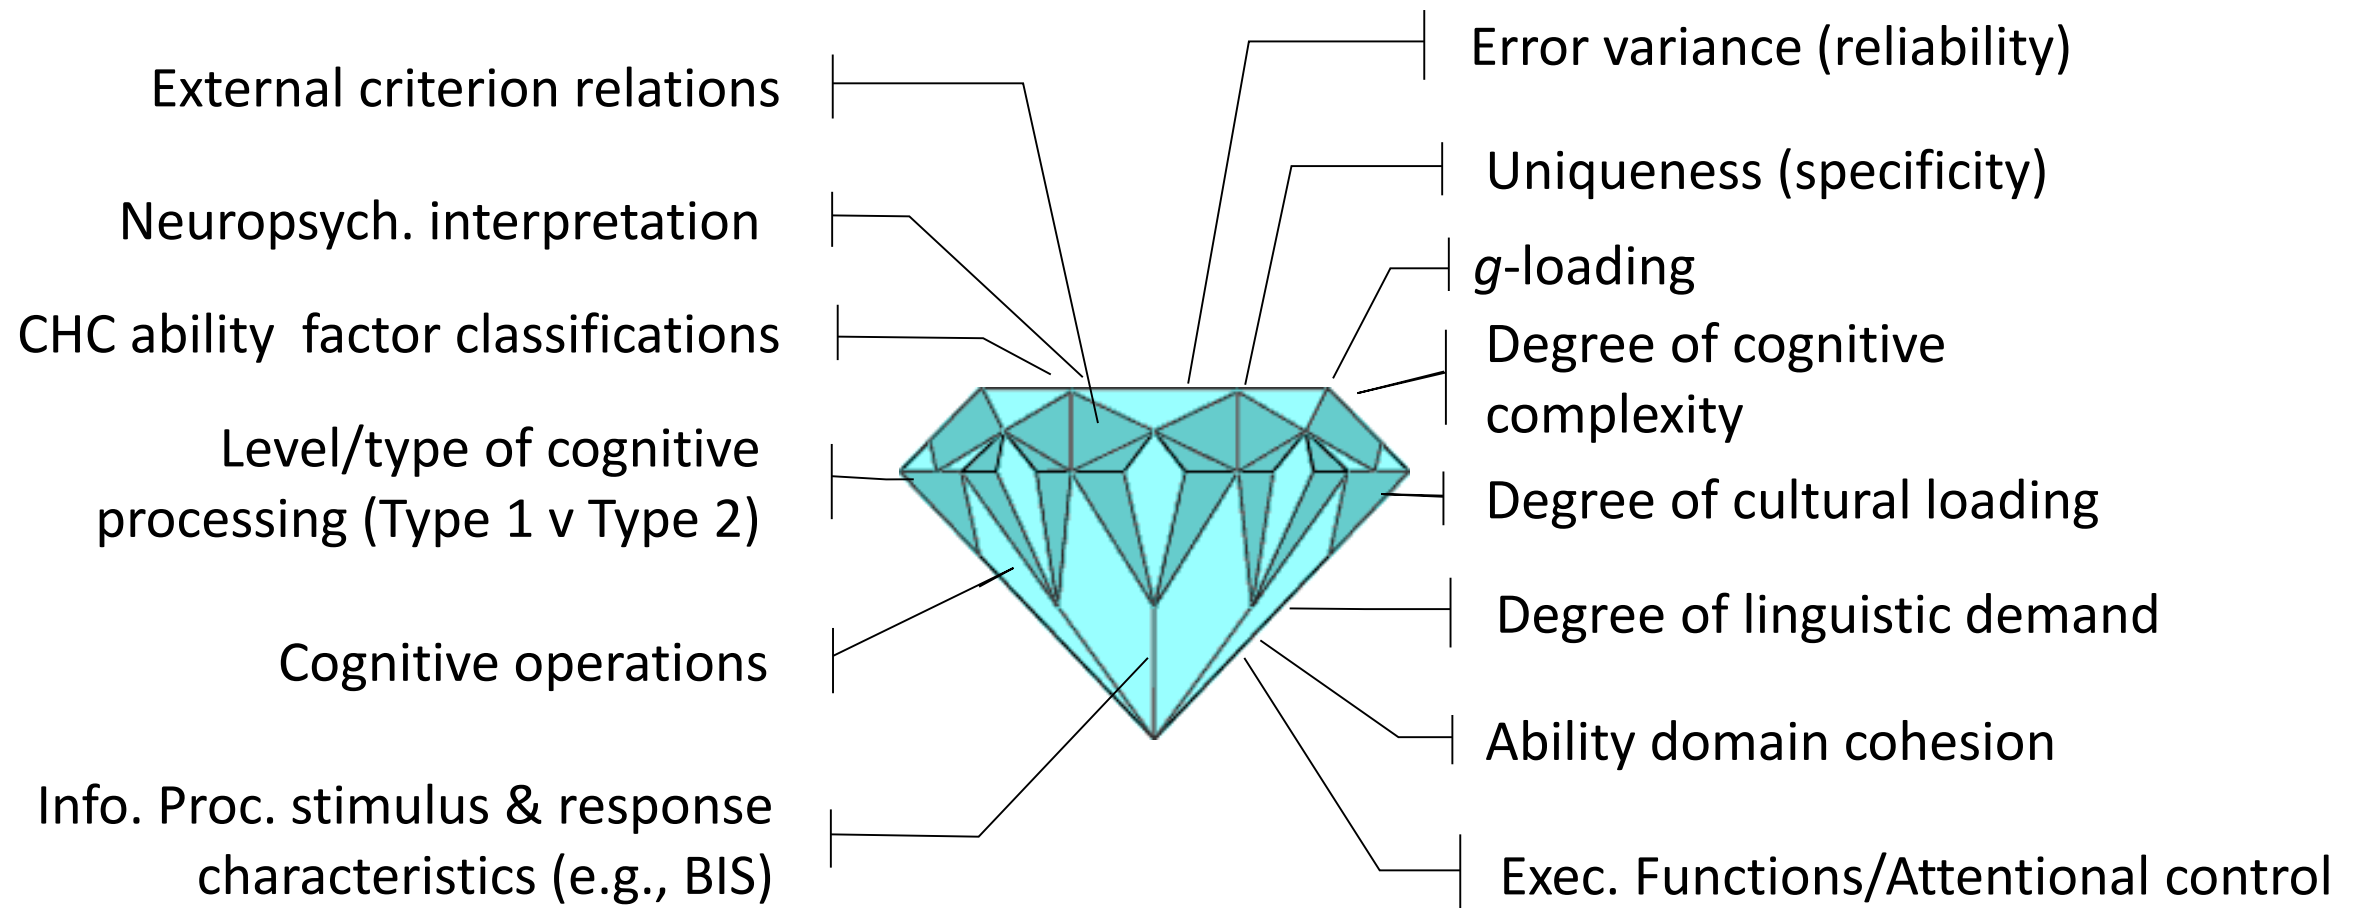 External criterion relations
Neuropsych. interpretation
CHC ability factor classifications
Level/type of cognitive
processing (Type 1 v Type 2)
Cognitive operations
Info. Proc. stimulus & response
characteristics (e.g., BIS)
Error variance (reliability)
Uniqueness (specificity)
g-loading
Degree of cognitive
complexity
Degree of cultural loading
Degree of linguistic demand
Ability domain cohesion
Exec. Functions/Attentional control